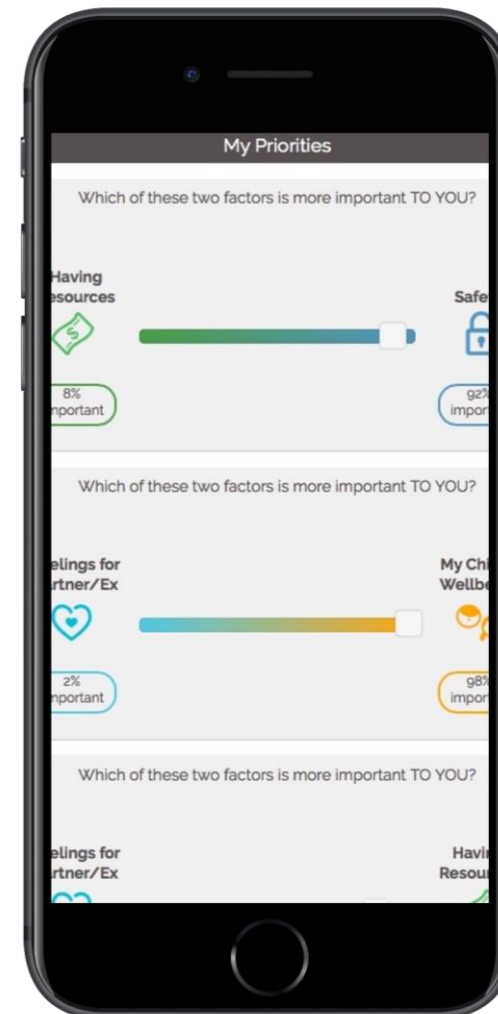 My Priorities
Which of these two factors is more important TO YOU?
Having
esources
Safe
8%
nportant
92%
impor
Which of these two factors is more important TO YOU?
elings for
rtner/Ex
My Chi
Wellbe
2%
nportant
98%
impor
Which of these two factors is more important TO YOU?
elings for
rtner/Ex
Havin
Resour